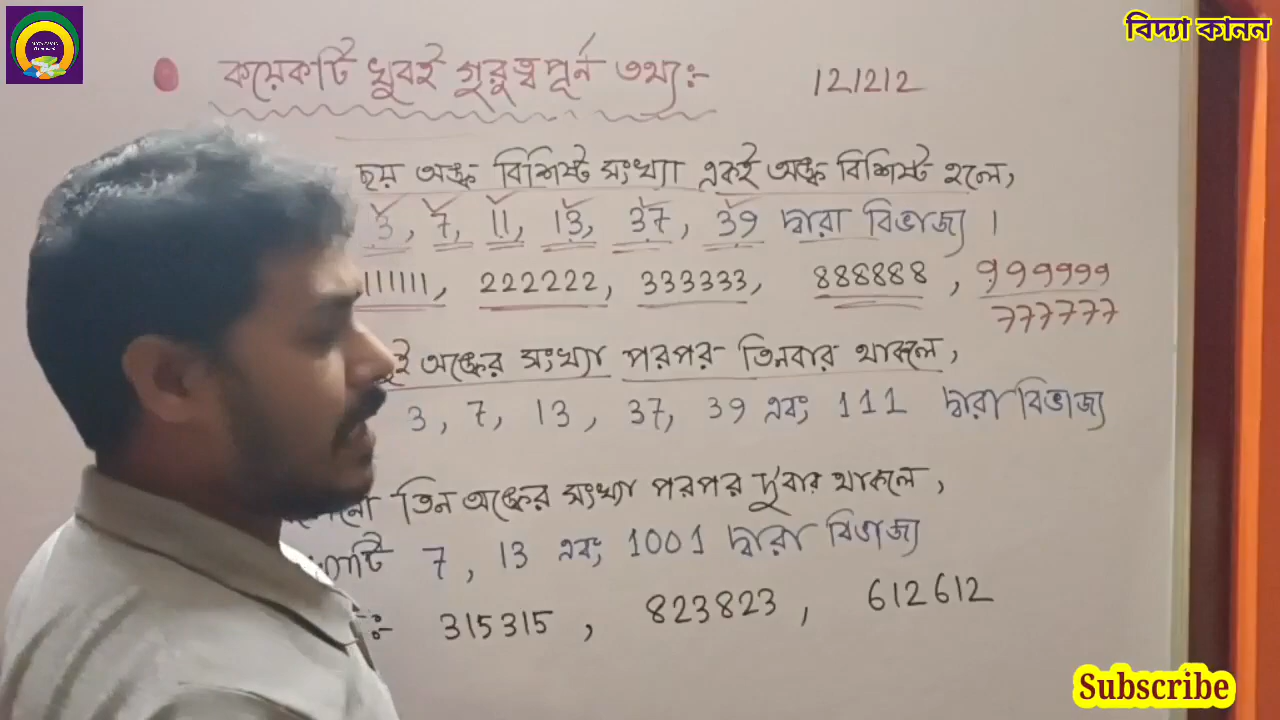 বিদ্যা কানন
কয়েকটি খুবই গুরুত্বপূর্ন তথ্যঃ-
121212
ছয় অঙ্ক বিশিষ্ট সংখ্যা একই অঙ্ক বিশিষ্ট হলে,
3, 7, 11, 13, 37, 39 দ্বারা বিভাজ্য ।
111111, 222222, 333333, 888888, 999999
777777
অঙ্কের সংখ্যা পরপর তিনবার থাকলে,
3, 7, 13, 37, 39 এবং 111 দ্বারা বিভাজ্য
তিন অঙ্কের সংখ্যা পরপর দুবার থাকলে,
7, 13 এবং 1001 দ্বারা বিভাজ্য
315315, 823823, 612612
Subscribe